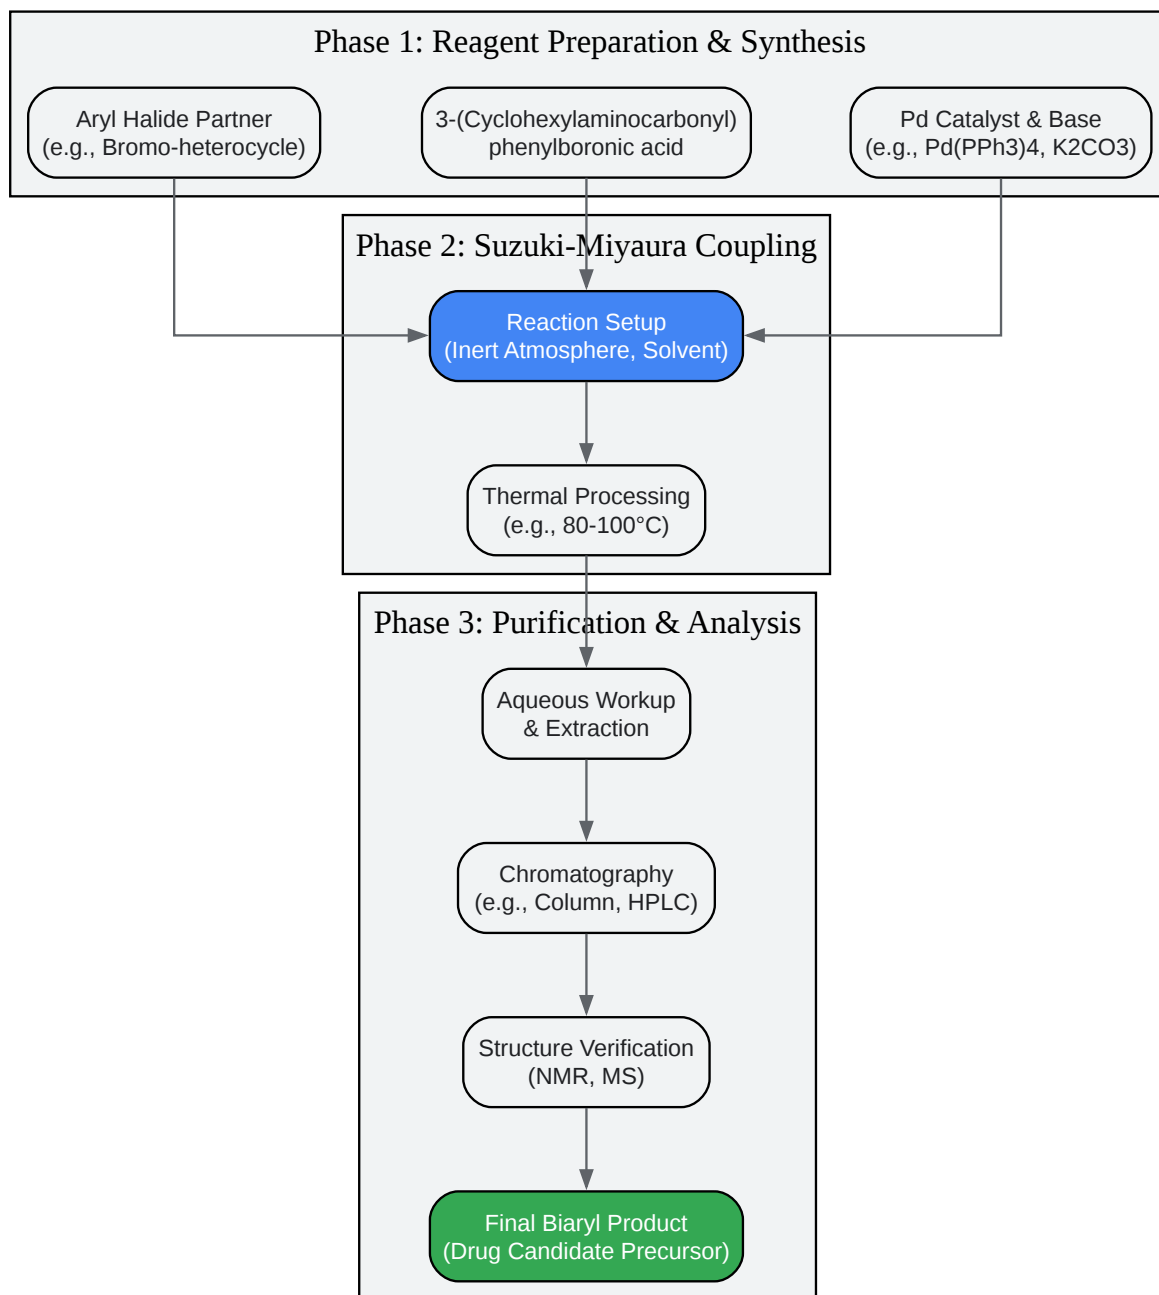 Phase 1: Reagent Preparation & Synthesis
Aryl Halide Partner
(e.g., Bromo-heterocycle)
3-(Cyclohexylaminocarbonyl)
phenylboronic acid
Pd Catalyst & Base
(e.g., Pd(PPh3)4, K2CO3)
Phase 2: Suzuki-Miyaura Coupling
Reaction Setup
(Inert Atmosphere, Solvent)
Thermal Processing
(e.g., 80-100°C)
Phase 3: Purification & Analysis
Aqueous Workup
& Extraction
Chromatography
(e.g., Column, HPLC)
Structure Verification
(NMR, MS)
Final Biaryl Product
(Drug Candidate Precursor)